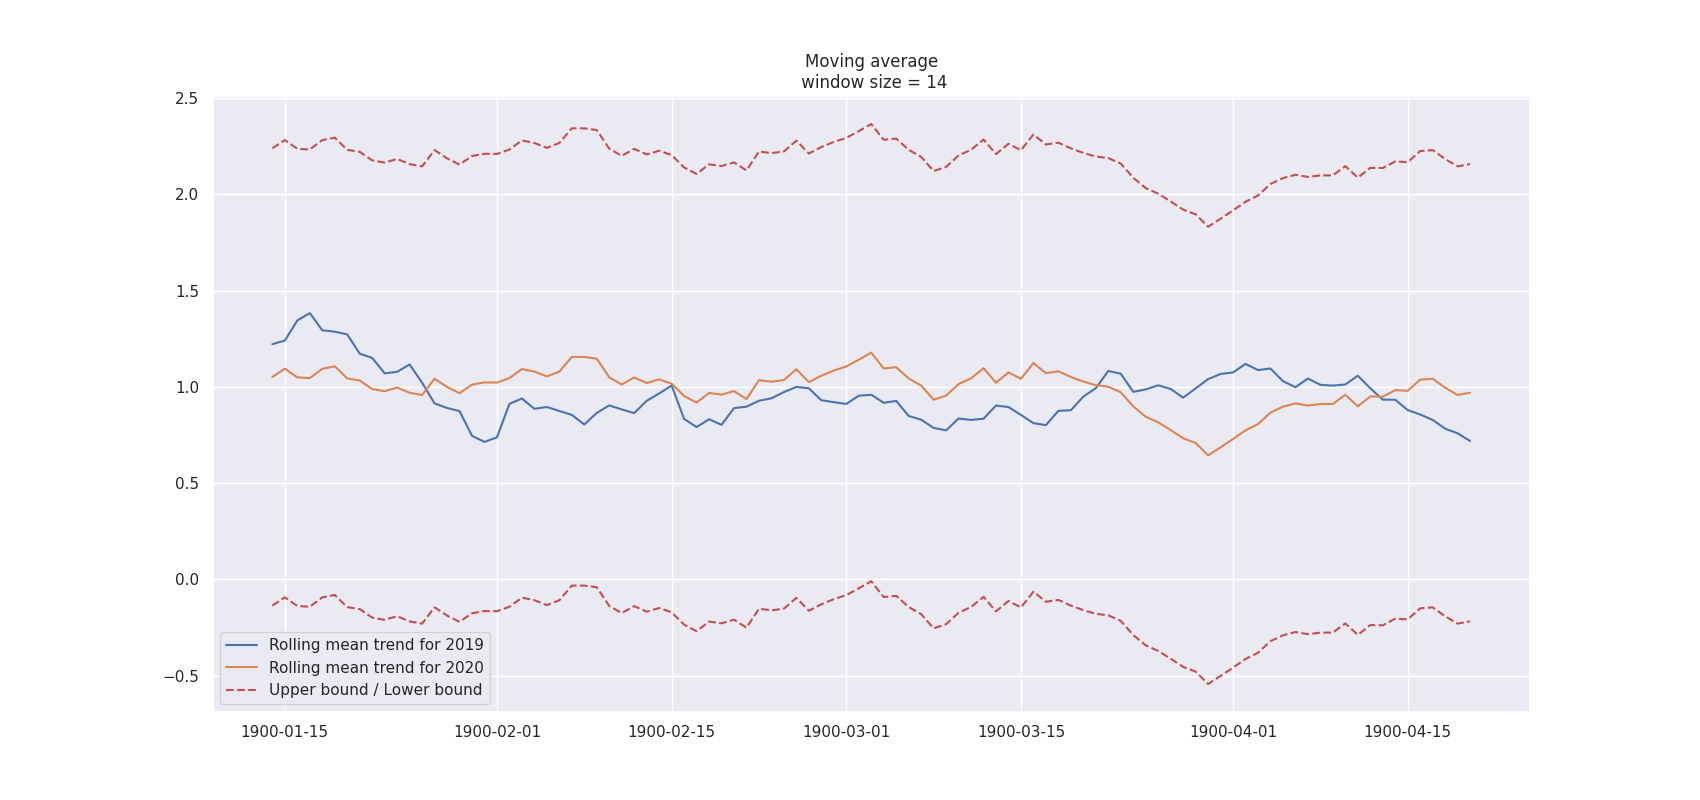 Moving average
window size = 14
2.5
2.0
1.5
1.0
0.5
0.0
−0.5
Rolling mean trend for 2019
Rolling mean trend for 2020
Upper bound / Lower bound
1900-01-15
1900-02-01
1900-02-15
1900-03-01
1900-03-15
1900-04-01
1900-04-15